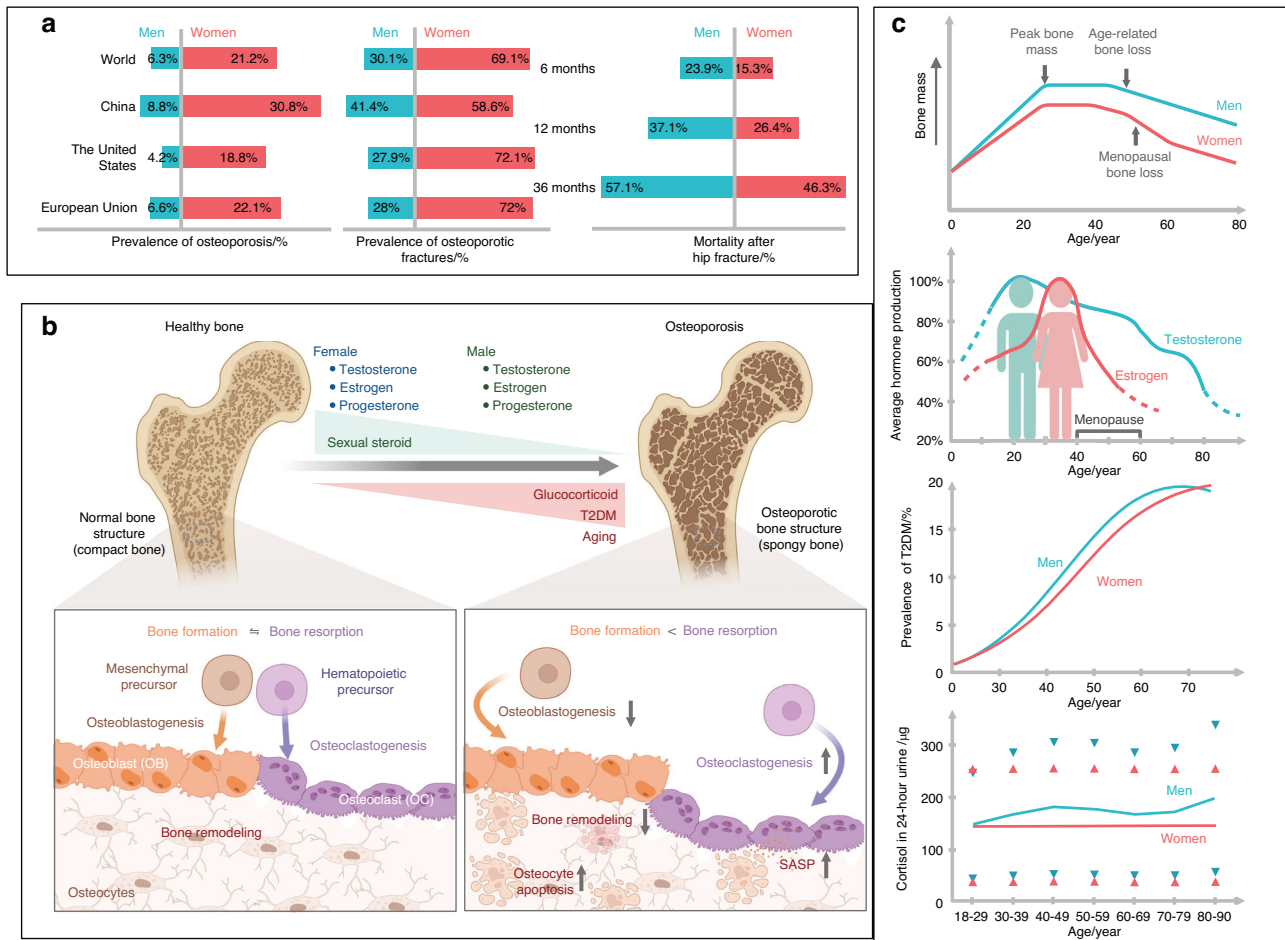 a
Men Women
World 6.3% 21.2%
China 8.8% 30.8%
The United
States
4.2% 18.8%
European Union 6.6% 22.1%
Prevalence of osteoporosis/%
Men Women
30.1% 69.1%
41.4% 58.6%
27.9% 72.1%
28% 72%
Prevalence of osteoporotic
fractures/%
Men Women
6 months 23.9% 15.3%
12 months 37.1% 26.4%
36 months 57.1% 46.3%
Mortality after
hip fracture/%
b
Healthy bone
Osteoporosis
Female
• Testosterone
• Estrogen
• Progesterone
Male
• Testosterone
• Estrogen
• Progesterone
Sexual steroid
Glucocorticoid
T2DM
Aging
Normal bone
structure
(compact bone)
Osteoporotic
bone structure
(spongy bone)
Bone formation ⇋ Bone resorption
Mesenchymal
precursor
Hematopoietic
precursor
Osteoblastogenesis
Osteoclastogenesis
Osteoblast (OB)
Osteoclast (OC)
Bone remodeling
Osteocytes
Bone formation < Bone resorption
Osteoblastogenesis
Osteoclastogenesis
Bone remodeling
SASP
Osteocyte
apoptosis
c
Bone mass
Peak bone
mass
Age-related
bone loss
Men
Women
Menopausal
bone loss
0 20 40 60 80
Age/year
Average hormone production
100%
80%
60%
40%
20%
Testosterone
Estrogen
Menopause
20 40 60 80
Age/year
Prevalence of T2DM/%
20
15
10
5
0
Men
Women
0 30 40 50 60 70
Age/year
Cortisol in 24-hour urine /μg
300
200
100
0
Men
Women
18-29 30-39 40-49 50-59 60-69 70-79 80-90
Age/year